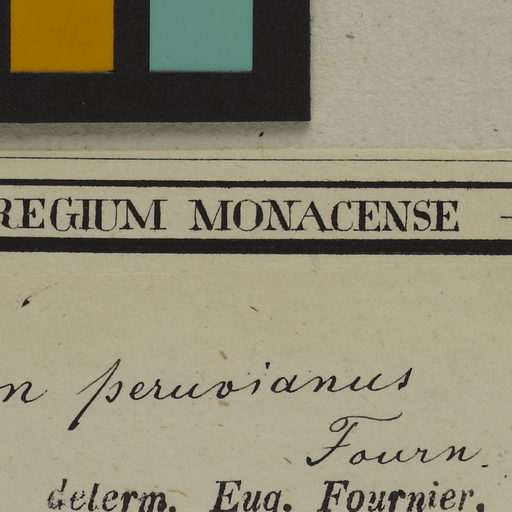 REGIUM MONACENSE -
n peruvianus
Fourn.
determ. Eug. Fournier.